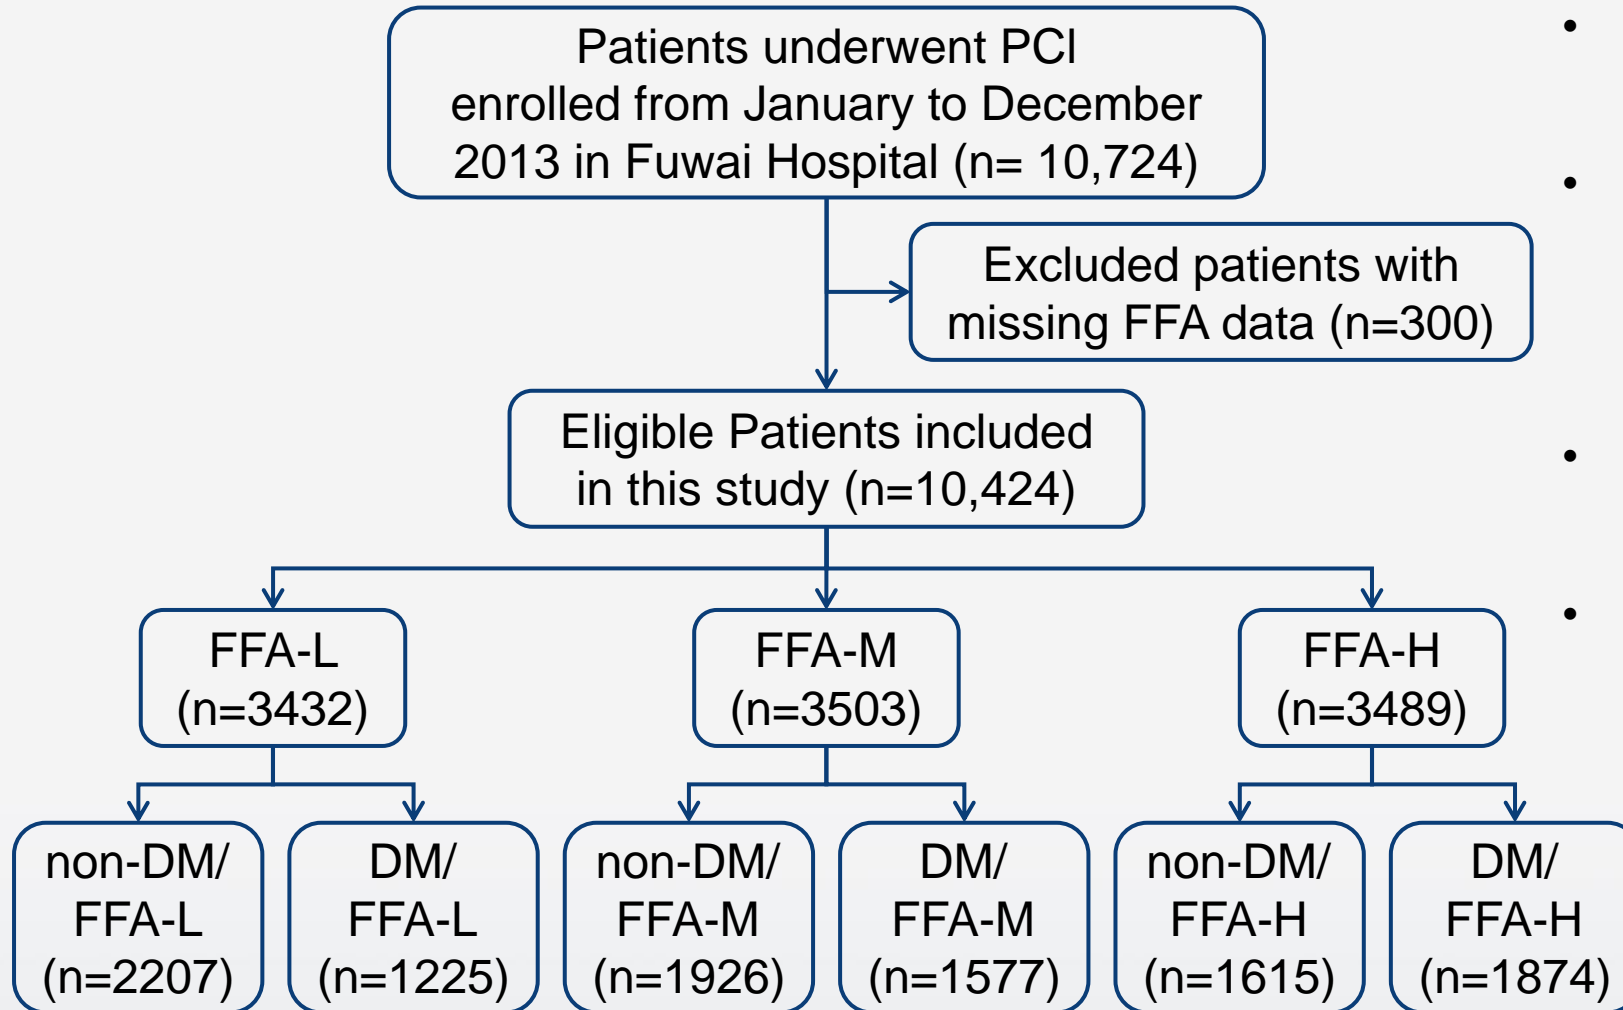 Patients underwent PCI
enrolled from January to December
2013 in Fuwai Hospital (n= 10,724)
Excluded patients with
missing FFA data (n=300)
Eligible Patients included
in this study (n=10,424)
FFA-L
(n=3432)
FFA-M
(n=3503)
FFA-H
(n=3489)
non-DM/
FFA-L
(n=2207)
DM/
FFA-L
(n=1225)
non-DM/
FFA-M
(n=1926)
DM/
FFA-M
(n=1577)
non-DM/
FFA-H
(n=1615)
DM/
FFA-H
(n=1874)